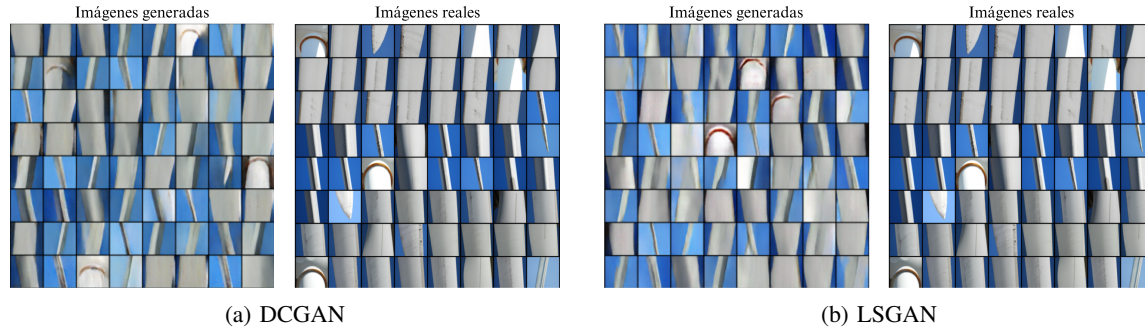 Imágenes generadas
Imágenes reales
Imágenes generadas
Imágenes reales
(a) DCGAN
(b) LSGAN